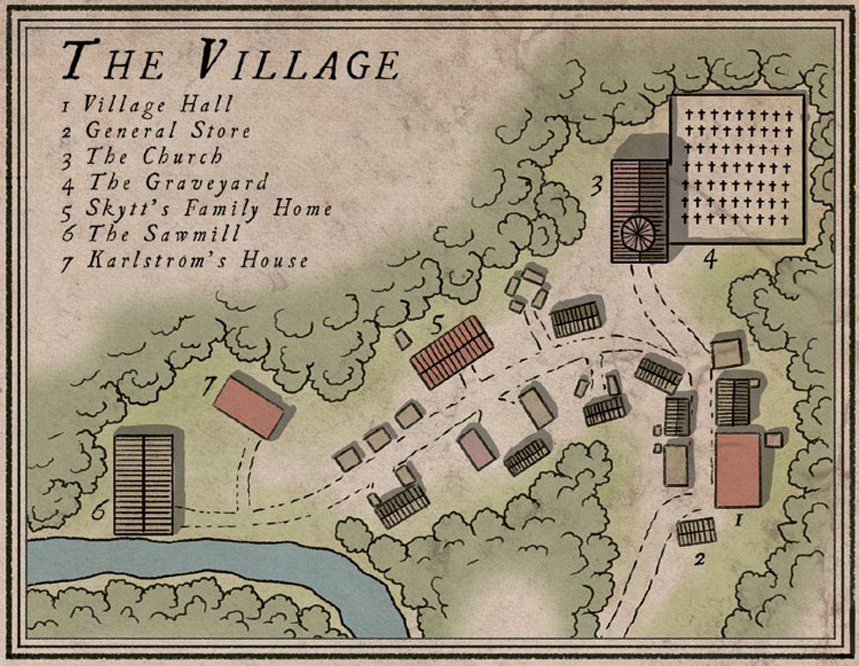 The Village
1 Village Hall
2 General Store
3 The Church
4 The Graveyard
5 Skytt's Family Home
6 The Sawmill
7 Karlstrom's House
3
4
5
7
6
1
2